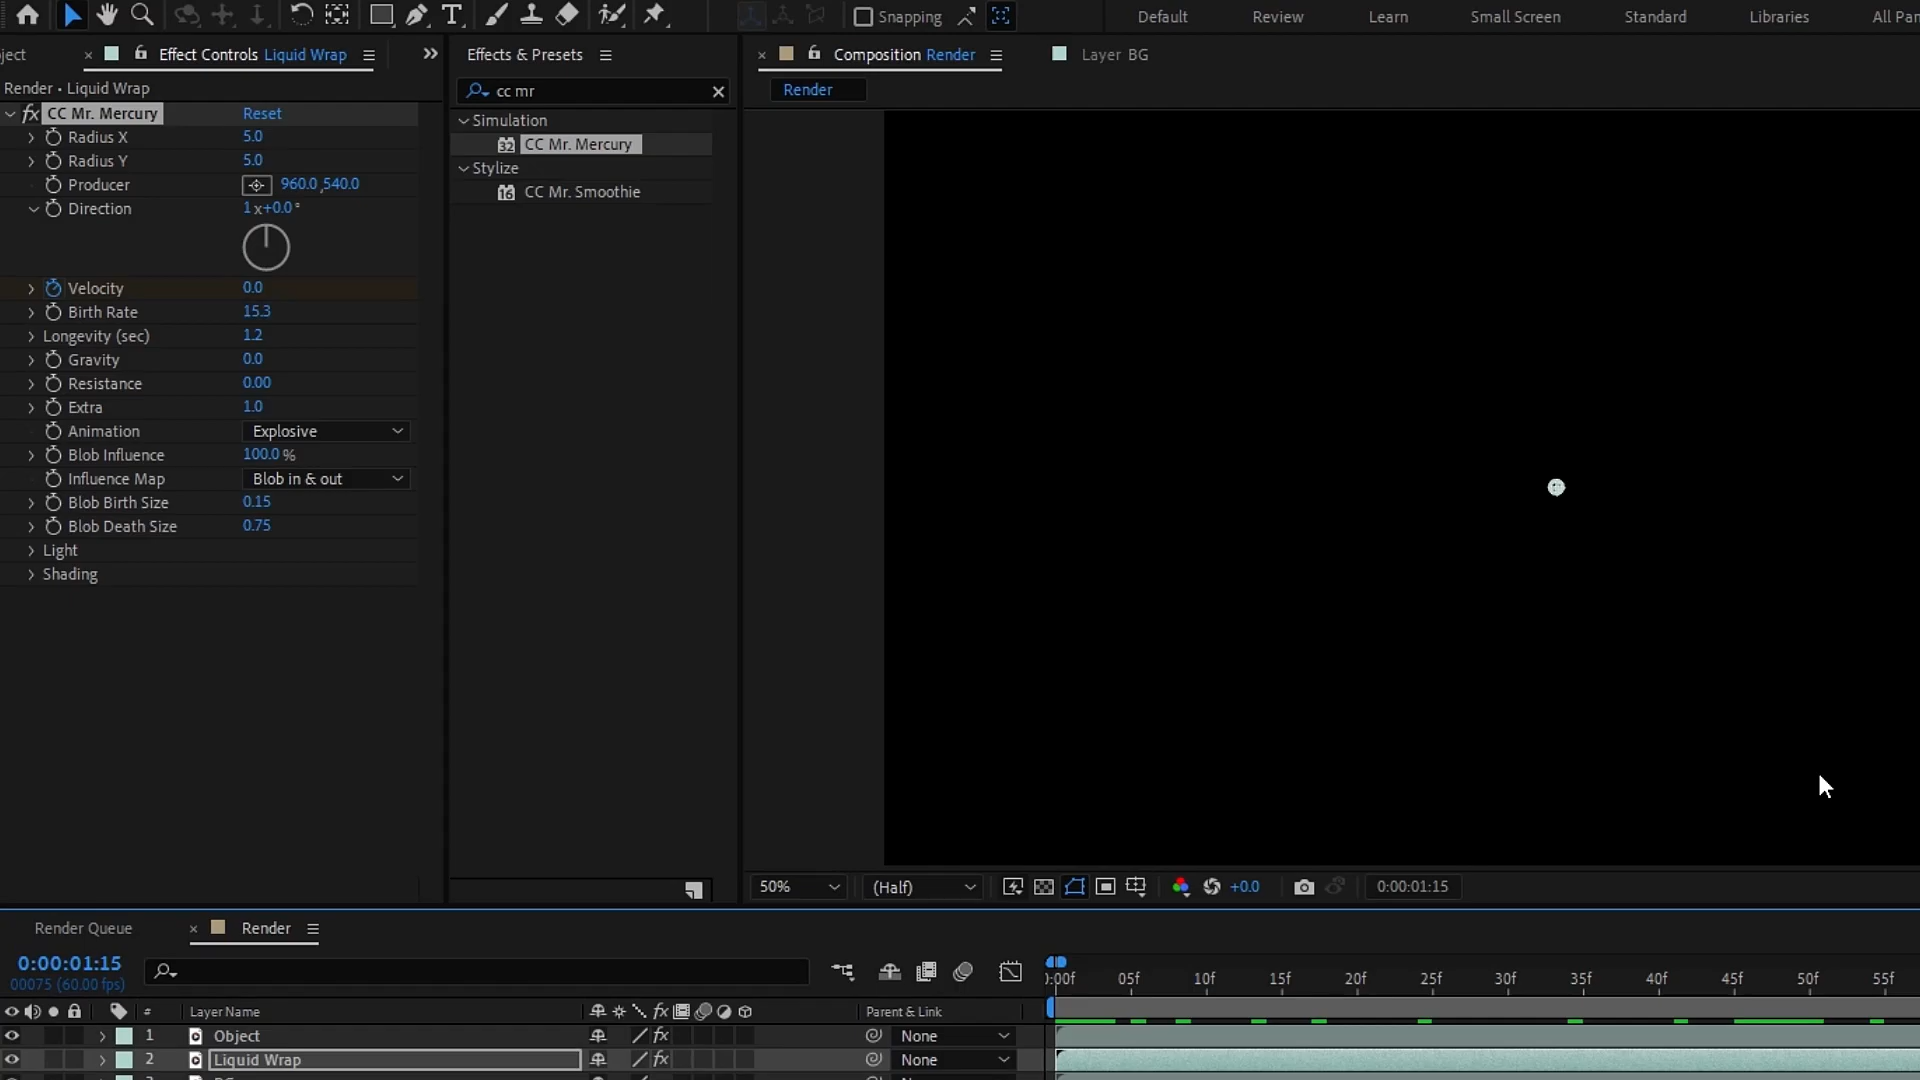 Snapping
Default
Review
Learn
Small Screen
Standard
Libraries
All Pan
ject
Effect Controls Liquid Wrap
Effects & Presets
Composition Render
Layer BG
Render • Liquid Wrap
cc mr
Render
fx CC Mr. Mercury Reset
Radius X 5.0
Radius Y 5.0
Producer 960.0,540.0
Direction 1x+0.0°
Velocity 0.0
Birth Rate 15.3
Longevity (sec) 1.2
Gravity 0.0
Resistance 0.00
Extra 1.0
Animation Explosive
Blob Influence 100.0 %
Influence Map Blob in & out
Blob Birth Size 0.15
Blob Death Size 0.75
Light
Shading
Simulation
32 CC Mr. Mercury
Stylize
16 CC Mr. Smoothie
50% (Half) +0.0 0:00:01:15
Render Queue
Render
0:00:01:15
00075 (60.00 fps)
):00f 05f 10f 15f 20f 25f 30f 35f 40f 45f 50f 55f
# Layer Name fx Parent & Link
1 Object fx None
2 Liquid Wrap fx None